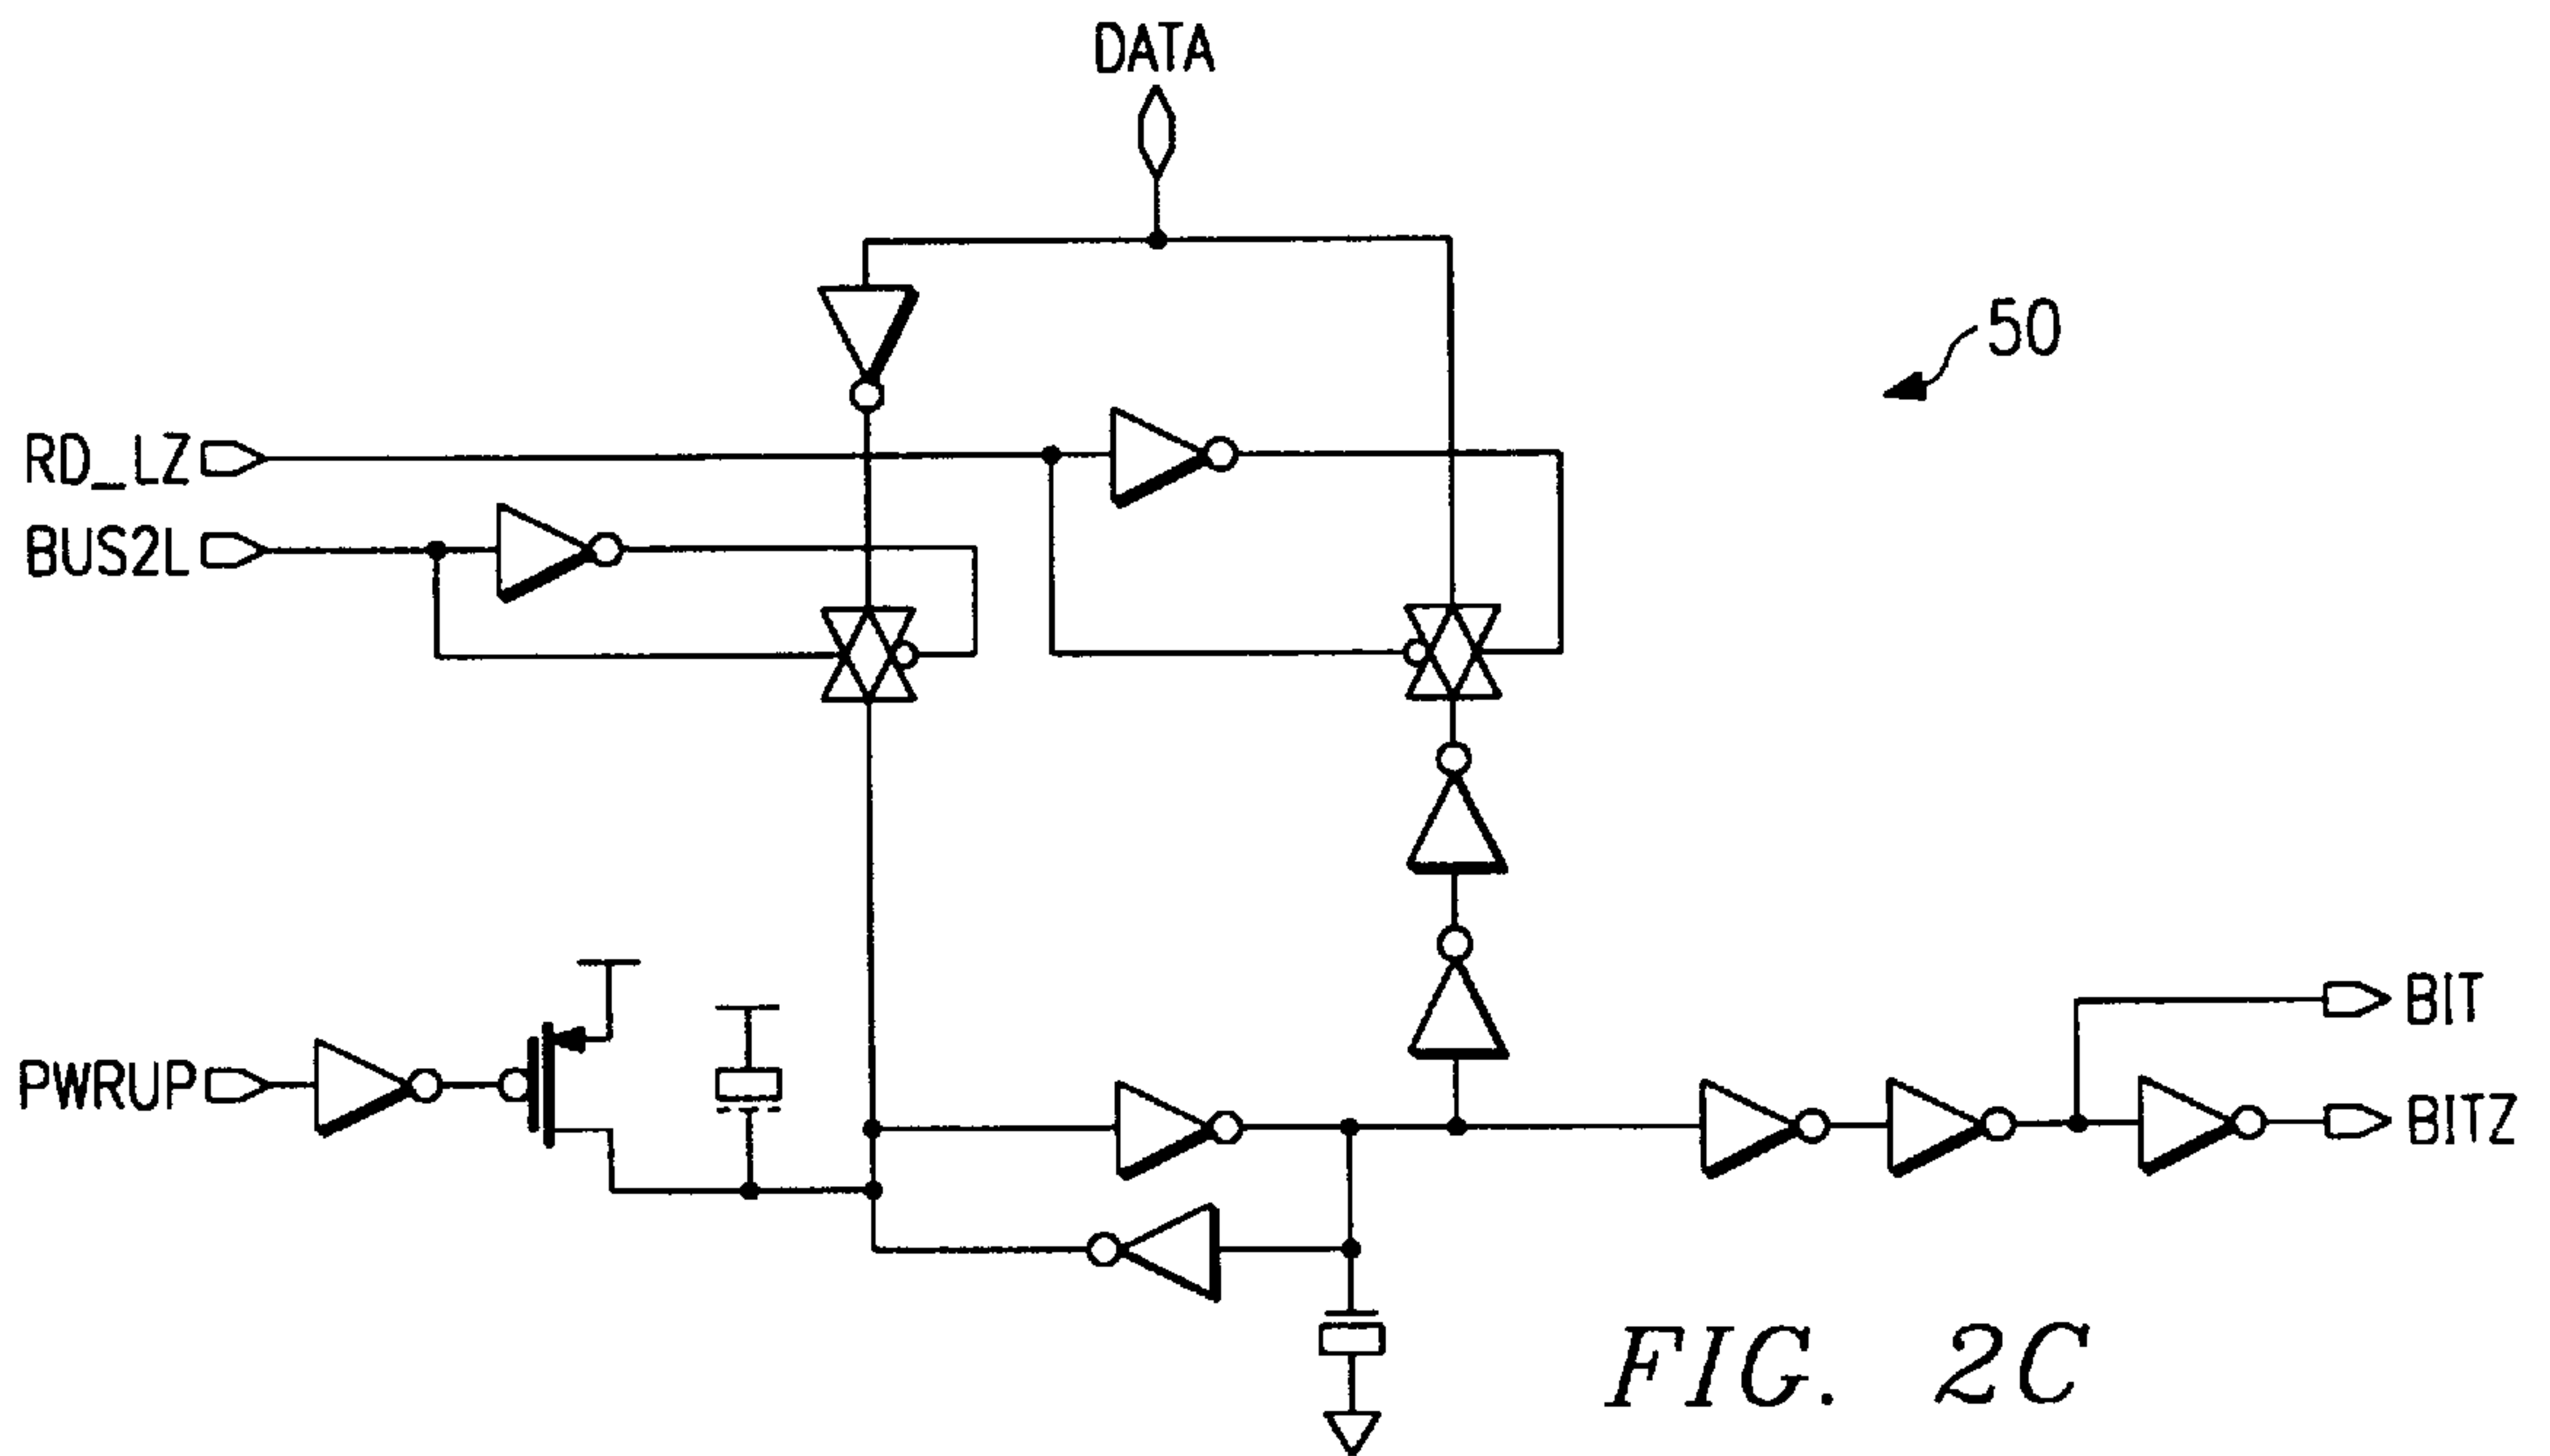 DATA
50
RD_LZ
BUS2L
BIT
PWRUP
BITZ
FIG. 2C